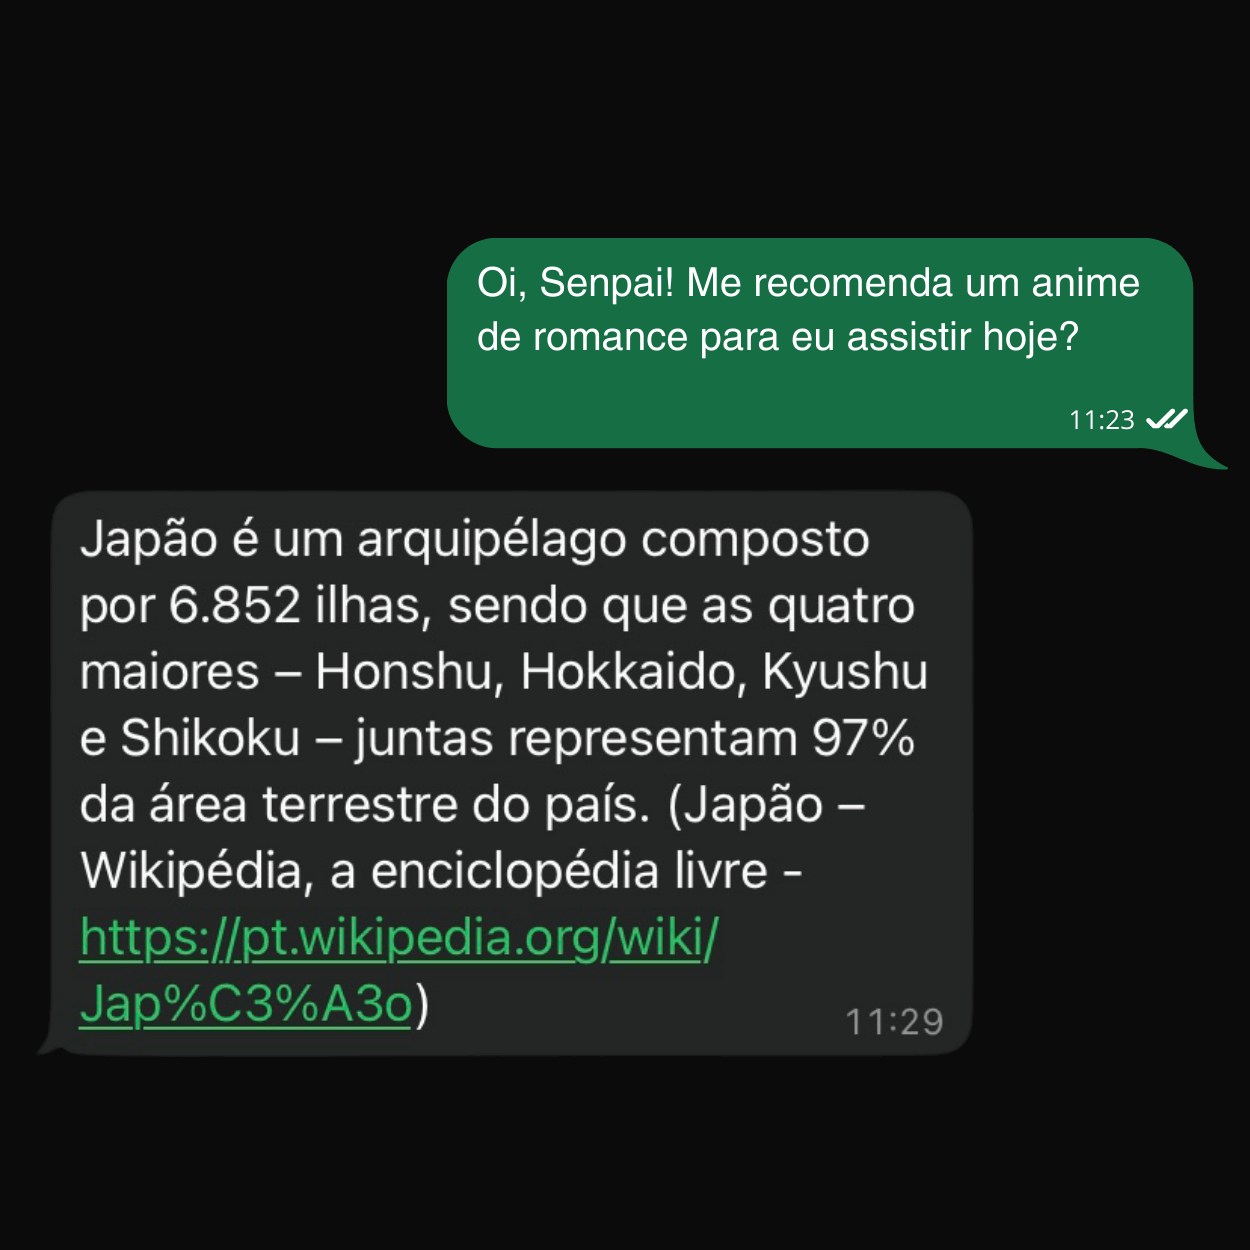 Oi, Senpai! Me recomenda um anime
de romance para eu assistir hoje?
11:23
Japão é um arquipélago composto
por 6.852 ilhas, sendo que as quatro
maiores – Honshu, Hokkaido, Kyushu
e Shikoku – juntas representam 97%
da área terrestre do país. (Japão –
Wikipédia, a enciclopédia livre -
https://pt.wikipedia.org/wiki/
Jap%C3%A3o)
11:29